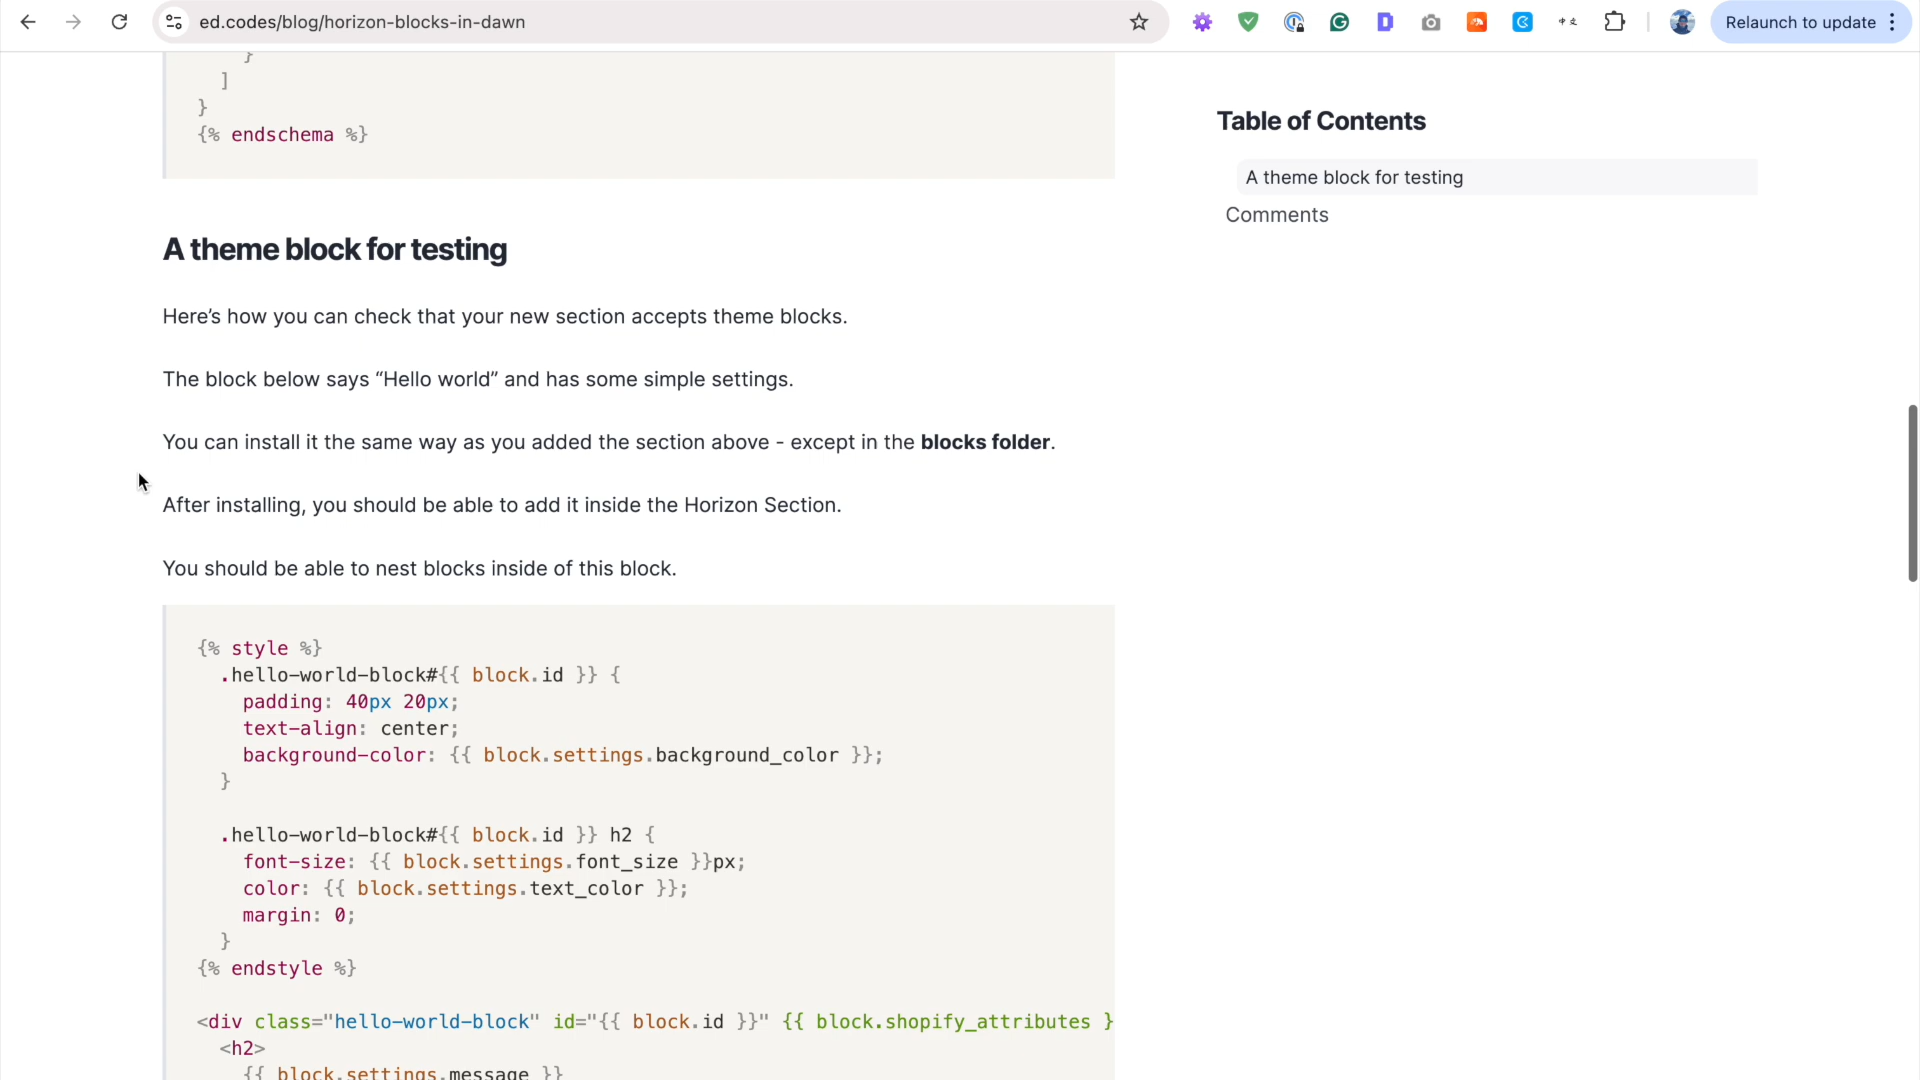 ed.codes/blog/horizon-blocks-in-dawn
Relaunch to update
}
]
}
{% endschema %}
A theme block for testing
Here’s how you can check that your new section accepts theme blocks.
The block below says “Hello world” and has some simple settings.
You can install it the same way as you added the section above - except in the blocks folder.
After installing, you should be able to add it inside the Horizon Section.
You should be able to nest blocks inside of this block.
{% style %}
.hello-world-block#{{ block.id }} {
padding: 40px 20px;
text-align: center;
background-color: {{ block.settings.background_color }};
}
.hello-world-block#{{ block.id }} h2 {
font-size: {{ block.settings.font_size }}px;
color: {{ block.settings.text_color }};
margin: 0;
}
{% endstyle %}
<div class="hello-world-block" id="{{ block.id }}" {{ block.shopify_attributes }
<h2>
{{ block.settings.message }}
Table of Contents
A theme block for testing
Comments